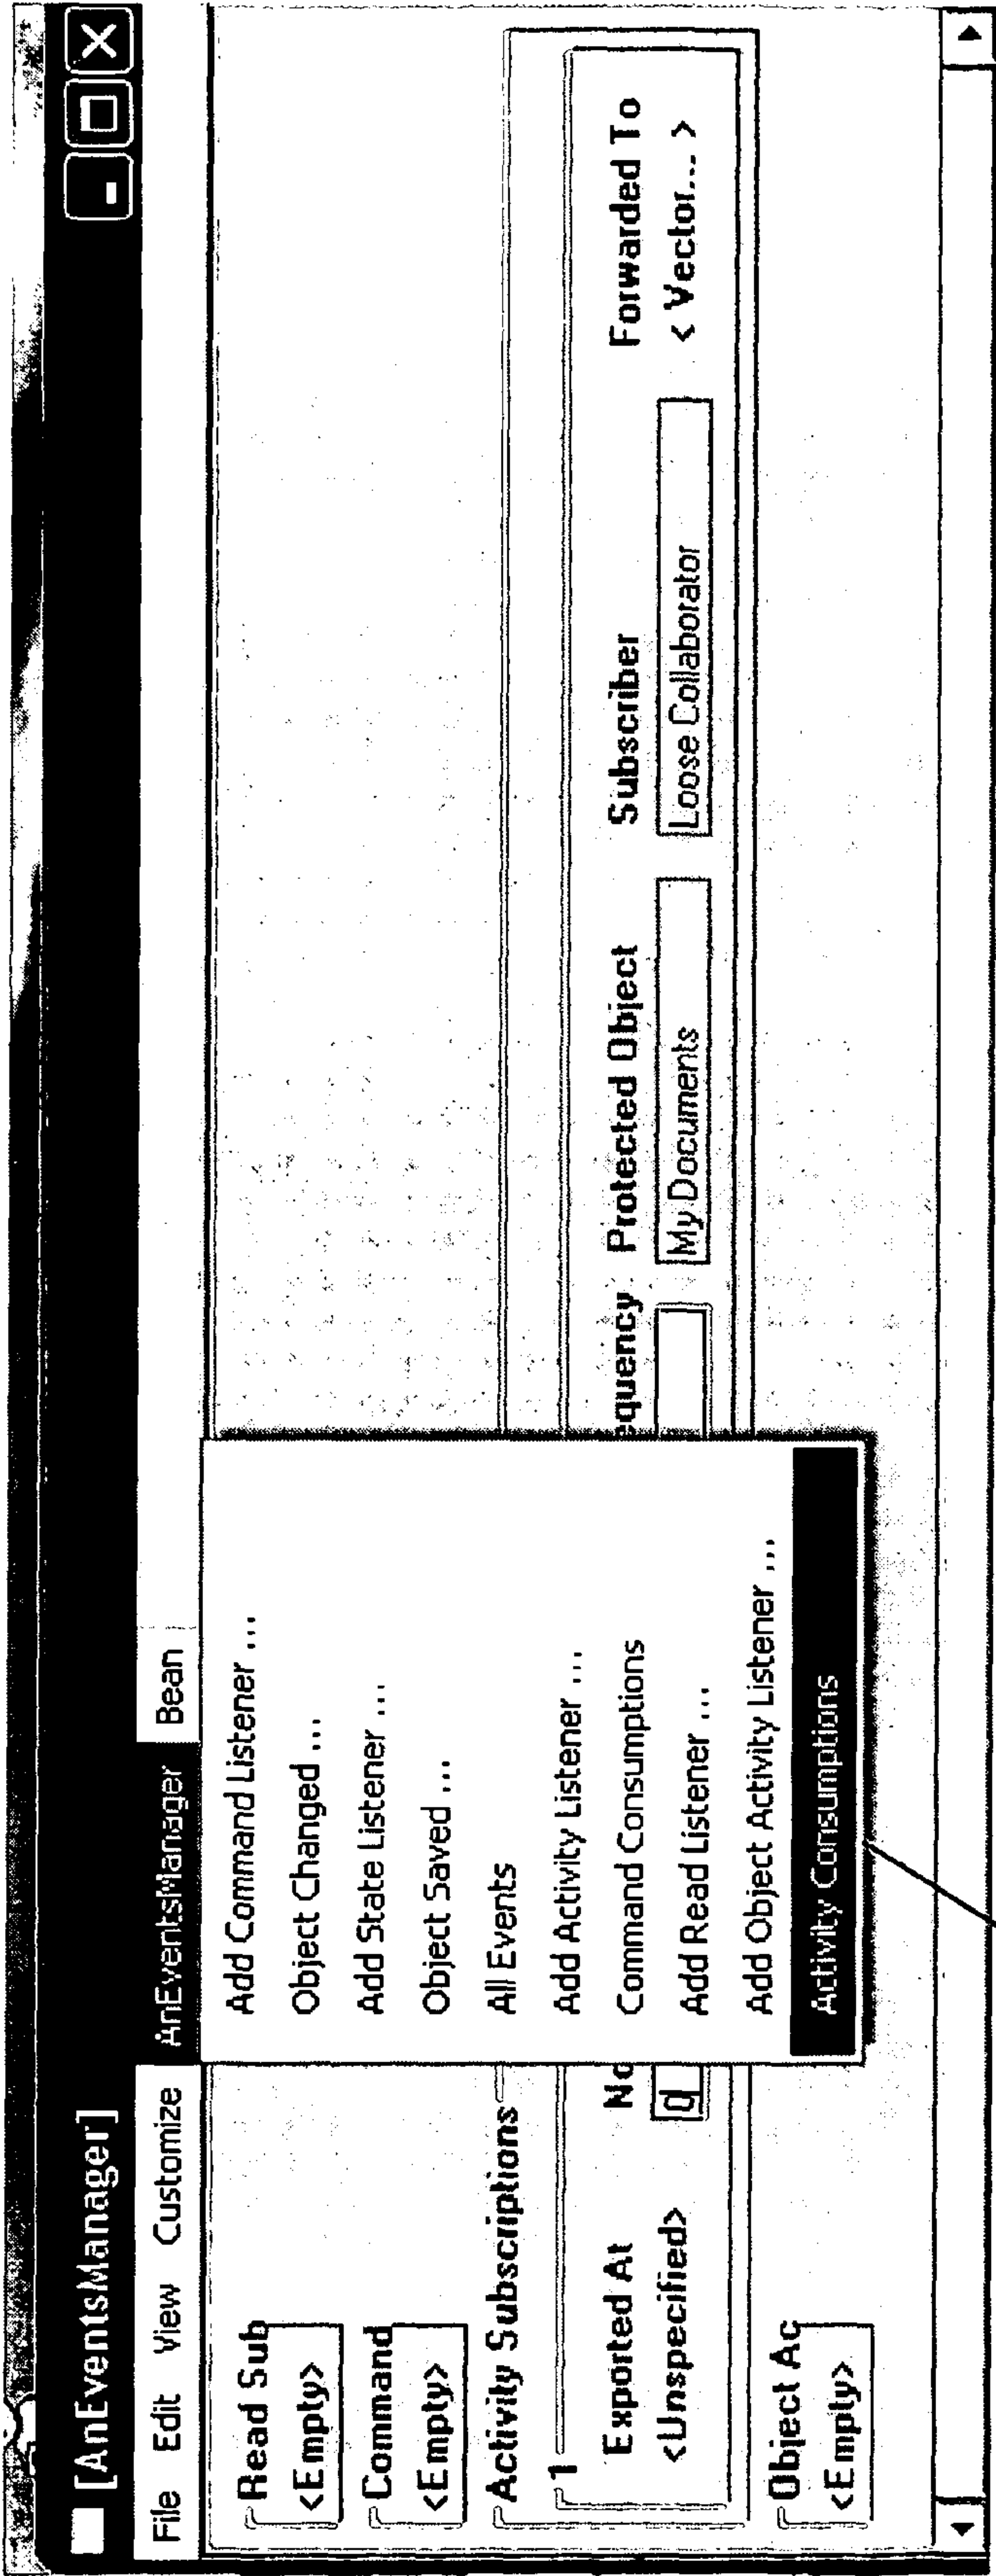 [AnEventsManager]
File Edit View Customize AnEventsManager Bean
Add Command Listener ...
Object Changed ...
Add State Listener ...
Object Saved ...
All Events
Add Activity Listener ...
Command Consumptions
Add Read Listener ...
Add Object Activity Listener ...
Activity Consumptions
Read Sub
<Empty>
Command
<Empty>
Activity Subscriptions
1
Exported At No equency Protected Object Subscriber Forwarded To
<Unspecified> My Documents Loose Collaborator < Vector... >
Object Ac
<Empty>